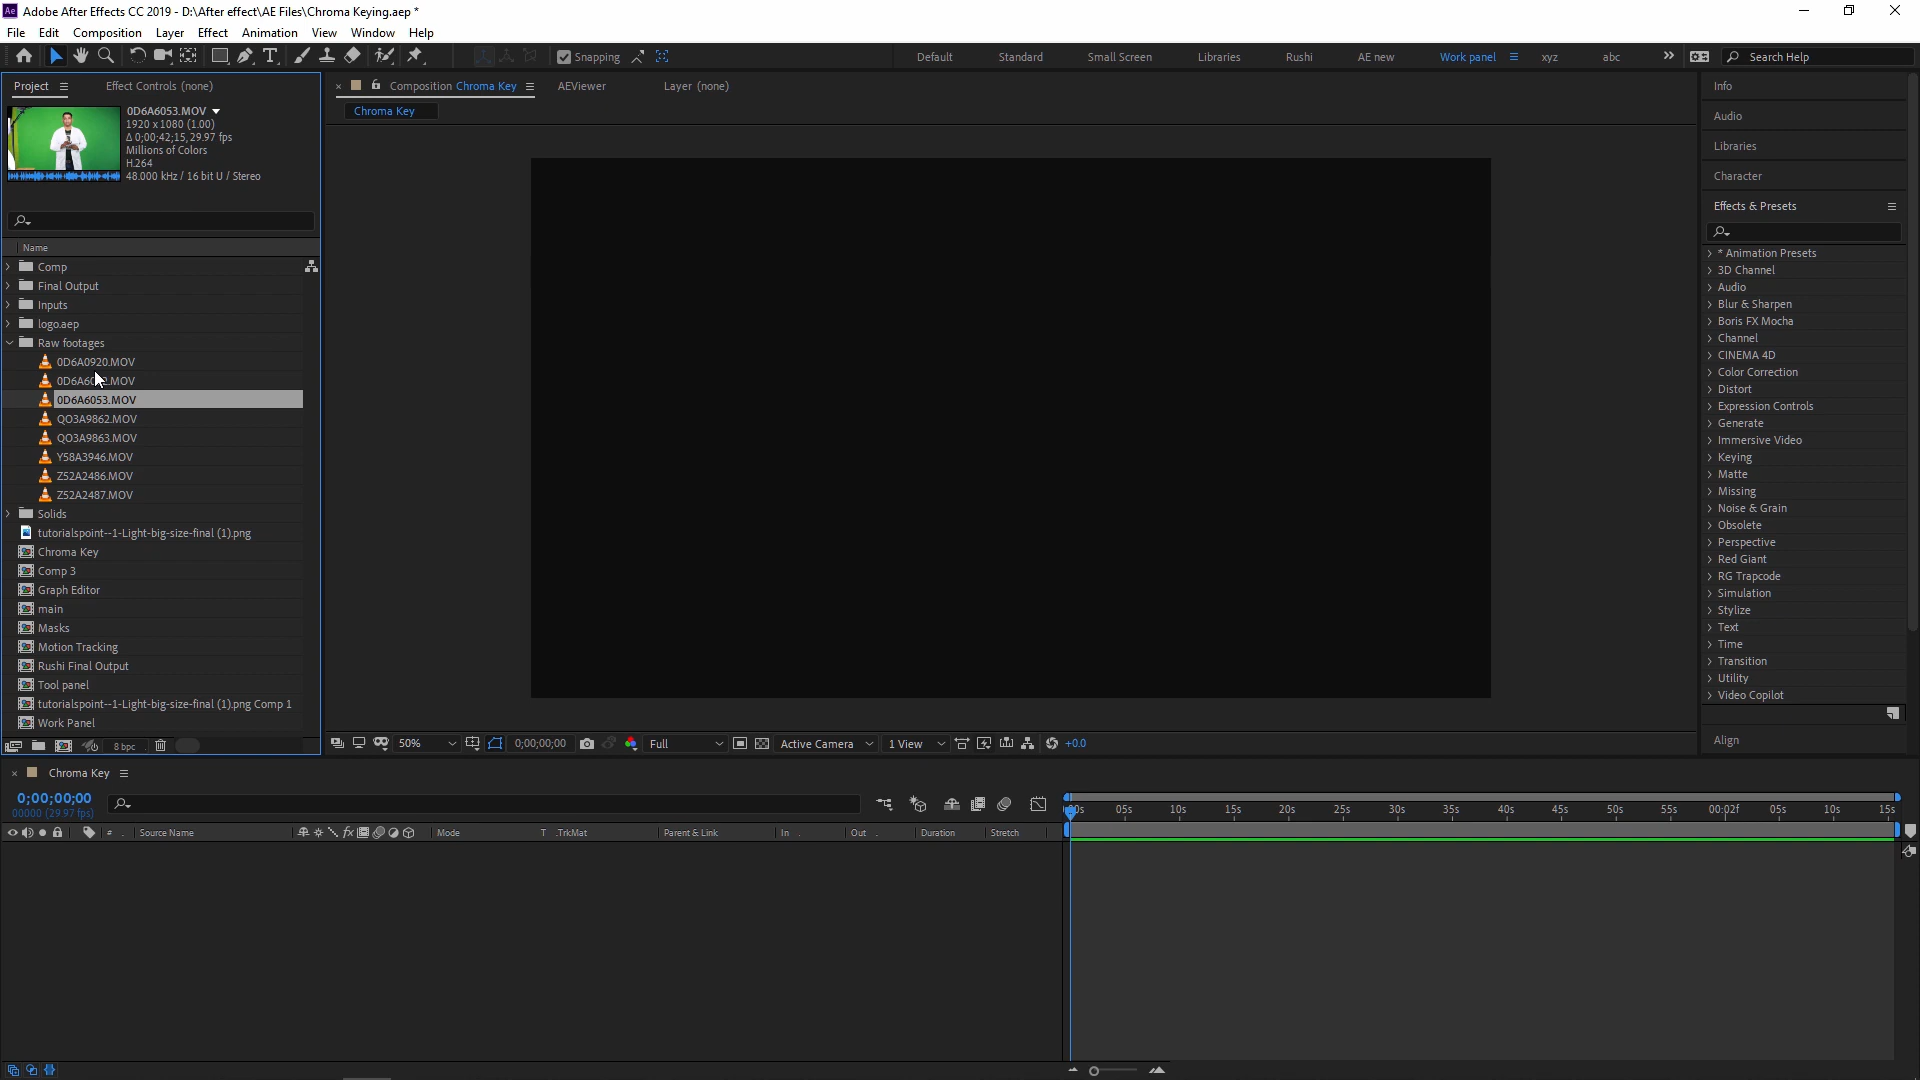 Adobe After Effects CC 2019 - D:\After effect\AE Files\Chroma Keying.aep *
File Edit Composition Layer Effect Animation View Window Help
Snapping Default Standard Small Screen Libraries Rushi AE new Work panel xyz abc Search Help
Project Effect Controls (none)
0D6A6053.MOV
1920 x 1080 (1.00)
Δ 0;00;42;15, 29.97 fps
Millions of Colors
H.264
48.000 kHz / 16 bit U / Stereo
Name
Comp
Final Output
Inputs
logo.aep
Raw footages
0D6A0920.MOV
0D6A60 2.MOV
0D6A6053.MOV
QO3A9862.MOV
QO3A9863.MOV
Y58A3946.MOV
Z52A2486.MOV
Z52A2487.MOV
Solids
tutorialspoint--1-Light-big-size-final (1).png
Chroma Key
Comp 3
Graph Editor
main
Masks
Motion Tracking
Rushi Final Output
Tool panel
tutorialspoint--1-Light-big-size-final (1).png Comp 1
Work Panel
8 bpc
Composition Chroma Key AEViewer Layer (none)
Chroma Key
50% 0;00;00;00 Full Active Camera 1 View +0.0
Info
Audio
Libraries
Character
Effects & Presets
* Animation Presets
3D Channel
Audio
Blur & Sharpen
Boris FX Mocha
Channel
CINEMA 4D
Color Correction
Distort
Expression Controls
Generate
Immersive Video
Keying
Matte
Missing
Noise & Grain
Obsolete
Perspective
Red Giant
RG Trapcode
Simulation
Stylize
Text
Time
Transition
Utility
Video Copilot
Align
Chroma Key
0;00;00;00
00000 (29.97 fps)
# Source Name Mode T .TrkMat Parent & Link In Out Duration Stretch
05s 10s 15s 20s 25s 30s 35s 40s 45s 50s 55s 00:02f 05s 10s 15s